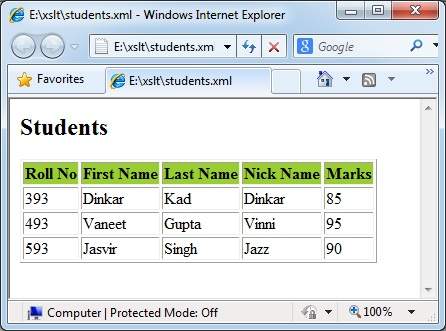 E:\xslt\students.xml - Windows Internet Explorer
E:\xslt\students.xm Google
Favorites E:\xslt\students.xml
Students
Roll No First Name Last Name Nick Name Marks
393 Dinkar Kad Dinkar 85
493 Vaneet Gupta Vinni 95
593 Jasvir Singh Jazz 90
Computer | Protected Mode: Off 100%